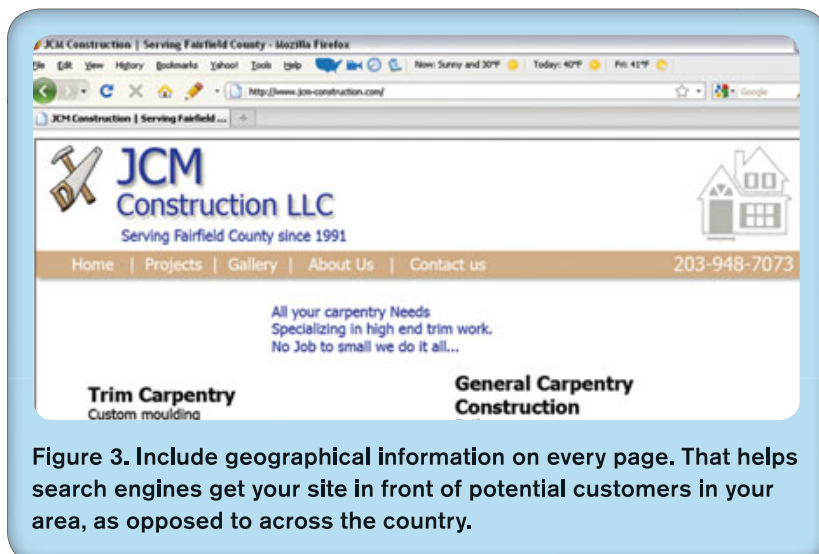 JCM Construction | Serving Fairfield County - Mozilla Firefox
File Edit View History Bookmarks Yahoo! Tools Help Now: Sunny and 30°F Today: 40°F Fri: 41°F
http://www.jcm-construction.com/ Google
JCM Construction | Serving Fairfield ...
JCM
Construction LLC
Serving Fairfield County since 1991
Home | Projects | Gallery | About Us | Contact us 203-948-7073
All your carpentry Needs
Specializing in high end trim work.
No Job to small we do it all...
Trim Carpentry
Custom moulding
General Carpentry
Construction
Figure 3. Include geographical information on every page. That helps
search engines get your site in front of potential customers in your
area, as opposed to across the country.